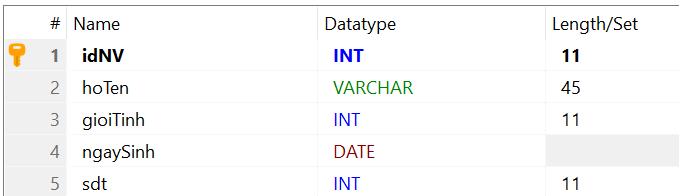 # Name Datatype Length/Set
1 idNV INT 11
2 hoTen VARCHAR 45
3 gioiTinh INT 11
4 ngaySinh DATE
5 sdt INT 11